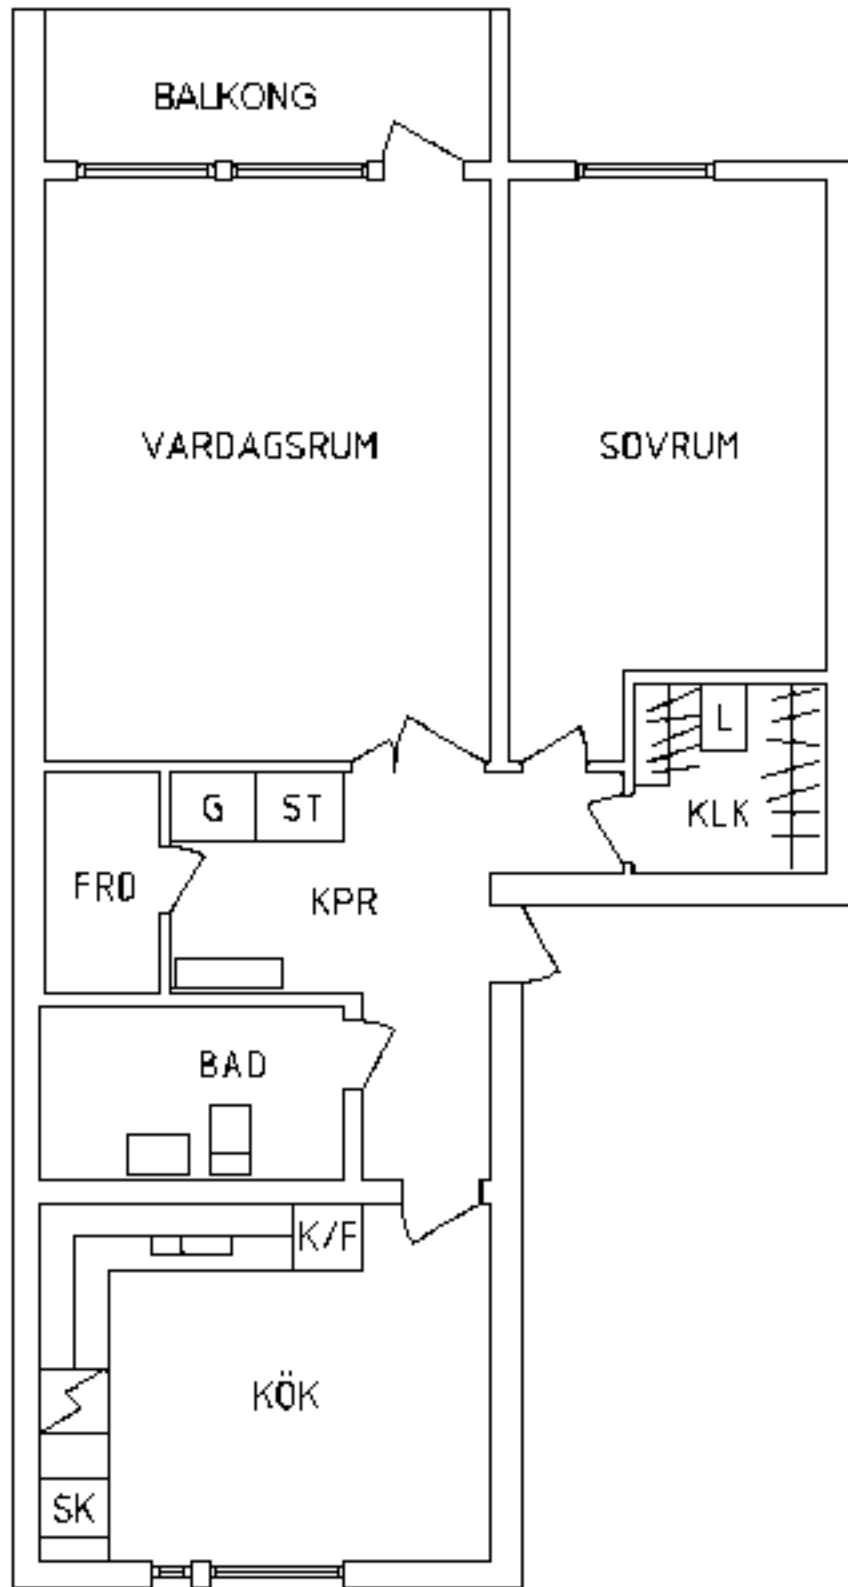 BALKONG
VARDAGSRUM
SOVRUM
L
G
ST
KLK
FRD
KPR
BAD
K/F
KÖK
SK